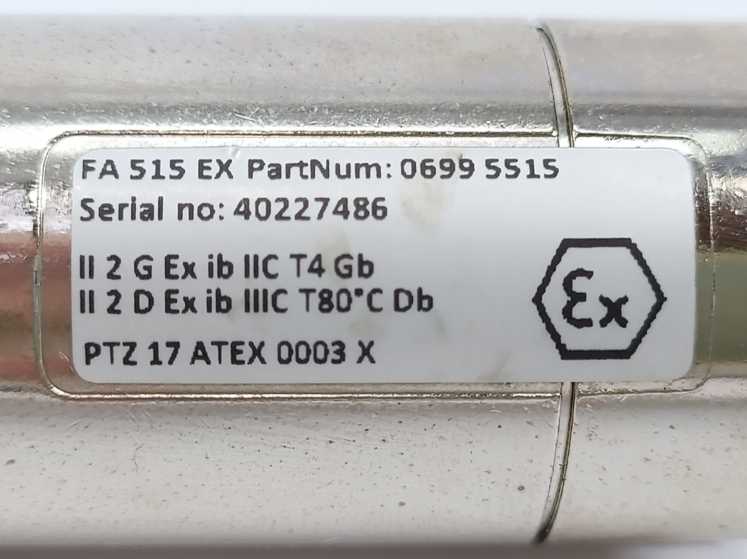 FA 515 EX PartNum: 0699 5515
Serial no: 40227486
II 2 G Ex ib IIC T4 Gb
II 2 D Ex ib IIIC T80°C Db
εx
PTZ 17 ATEX 0003 X